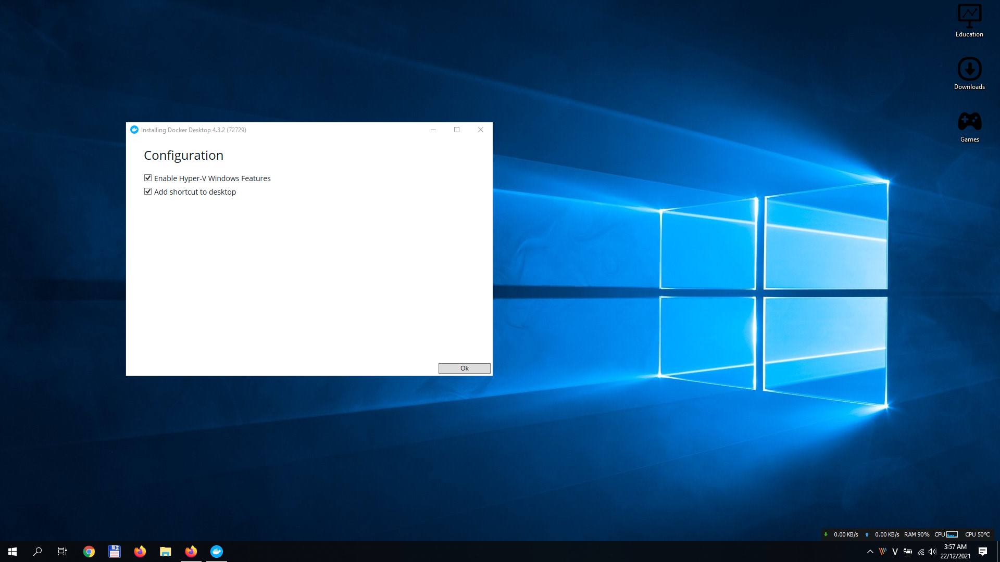 Education
Downloads
Games
Installing Docker Desktop 4.3.2 (72729)
Configuration
Enable Hyper-V Windows Features
Add shortcut to desktop
Ok
0.00 KB/s 0.00 KB/s RAM 90% CPU CPU 50°C
V
3:57 AM
22/12/2021